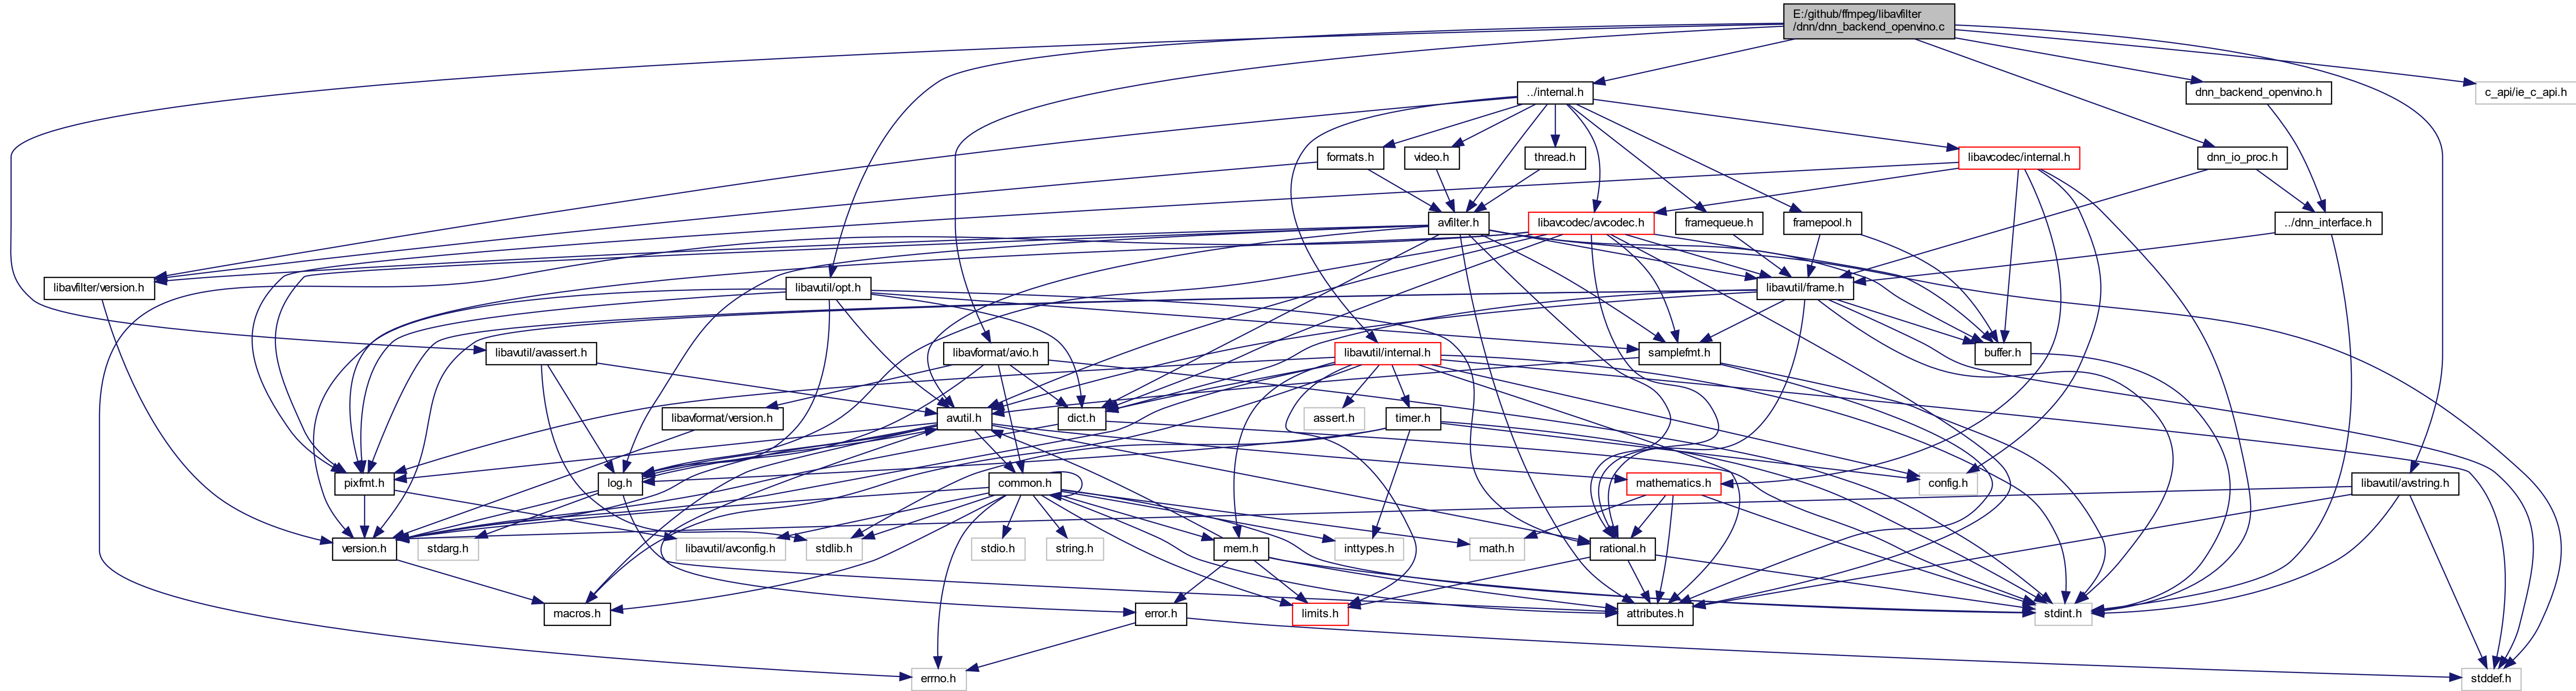 E:/github/ffmpeg/libavfilter
/dnn/dnn_backend_openvino.c
../internal.h
dnn_backend_openvino.h
c_api/ie_c_api.h
formats.h
video.h
thread.h
libavcodec/internal.h
dnn_io_proc.h
avfilter.h
libavcodec/avcodec.h
framequeue.h
framepool.h
../dnn_interface.h
libavfilter/version.h
libavutil/opt.h
libavutil/frame.h
libavutil/avassert.h
libavformat/avio.h
libavutil/internal.h
samplefmt.h
buffer.h
libavformat/version.h
avutil.h
dict.h
assert.h
timer.h
pixfmt.h
log.h
common.h
mathematics.h
config.h
libavutil/avstring.h
version.h
stdarg.h
libavutil/avconfig.h
stdlib.h
stdio.h
string.h
mem.h
inttypes.h
math.h
rational.h
macros.h
error.h
limits.h
attributes.h
stdint.h
errno.h
stddef.h